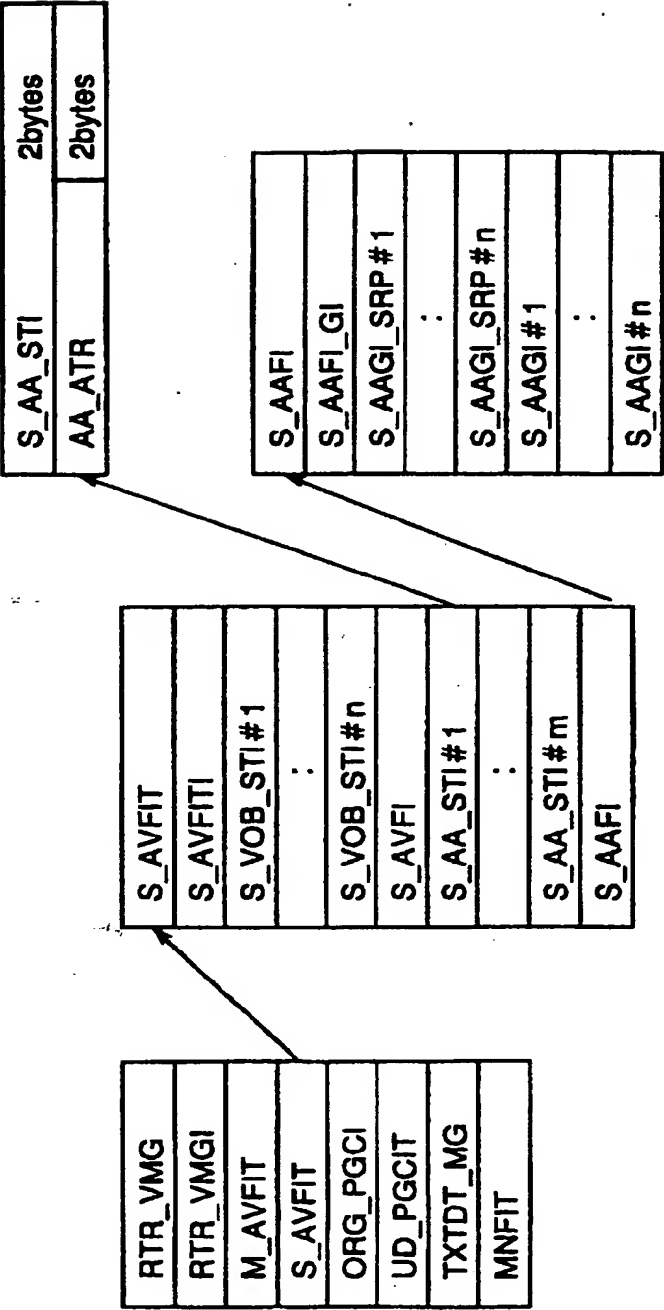 RTR_VMG
RTR_VMGI
M_AVFIT
S_AVFIT
ORG_PGCI
UD_PGCIT
TXTDT_MG
MNFIT
S_AVFIT
S_AVFITI
S_VOB_STI#1
:
S_VOB_STI#n
S_AVFI
S_AA_STI#1
:
S_AA_STI#m
S_AAFI
S_AA_STI 2bytes
AA_ATR 2bytes
S_AAFI
S_AAFI_GI
S_AAGI_SRP#1
:
S_AAGI_SRP#n
S_AAGI#1
:
S_AAGI#n